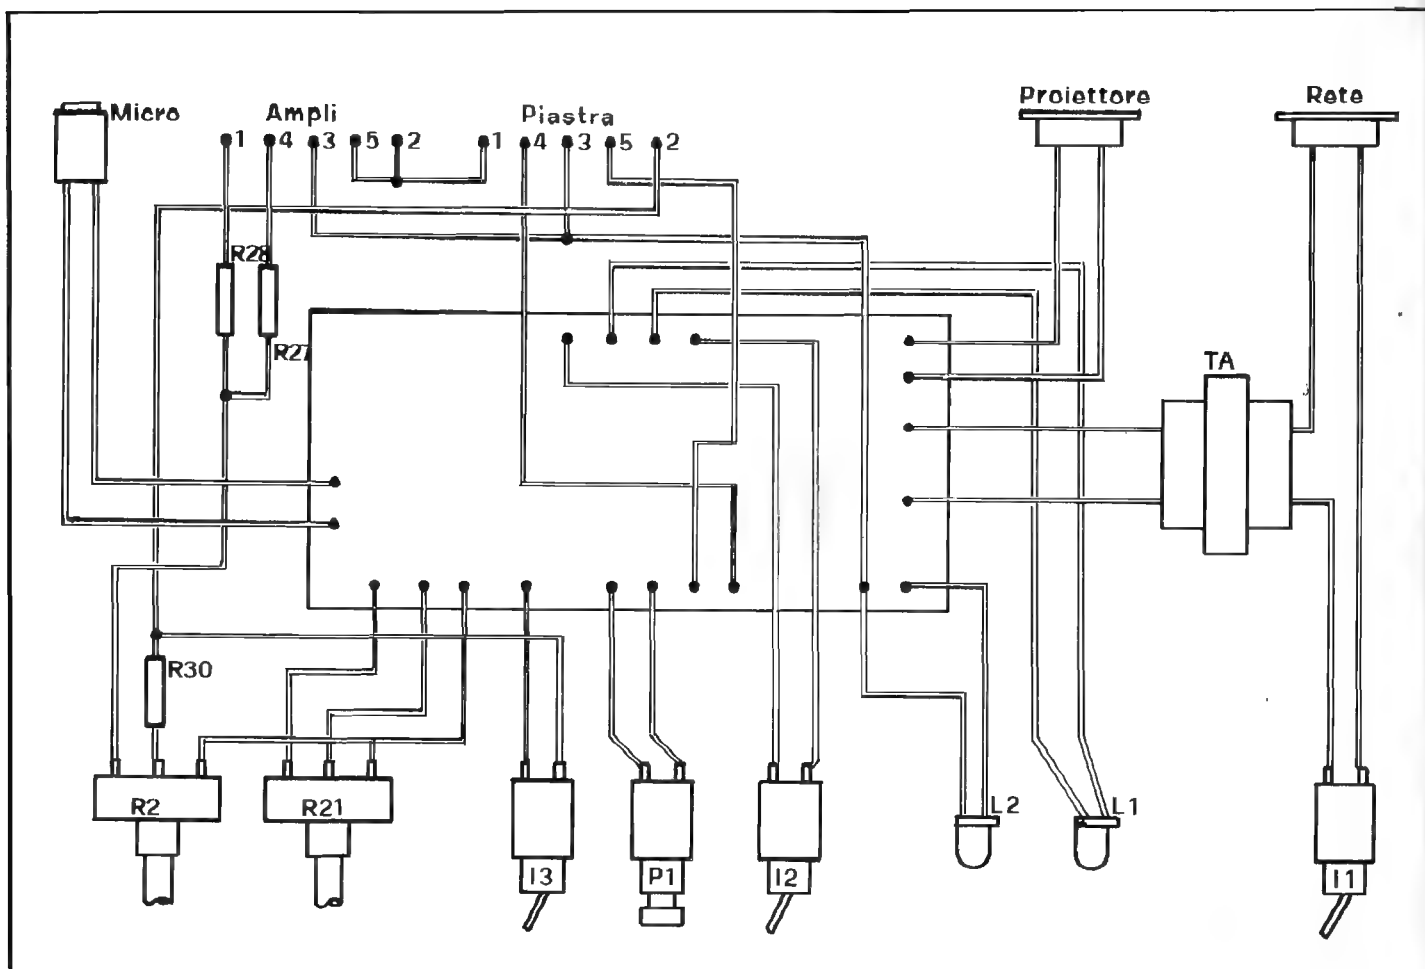 Micro
Ampli
Piastra
Proiettore
Rete
1 4 3 5 2
1 4 3 5 2
R28
R27
TA
R30
R2
R21
I3
P1
I2
L2
L1
I1